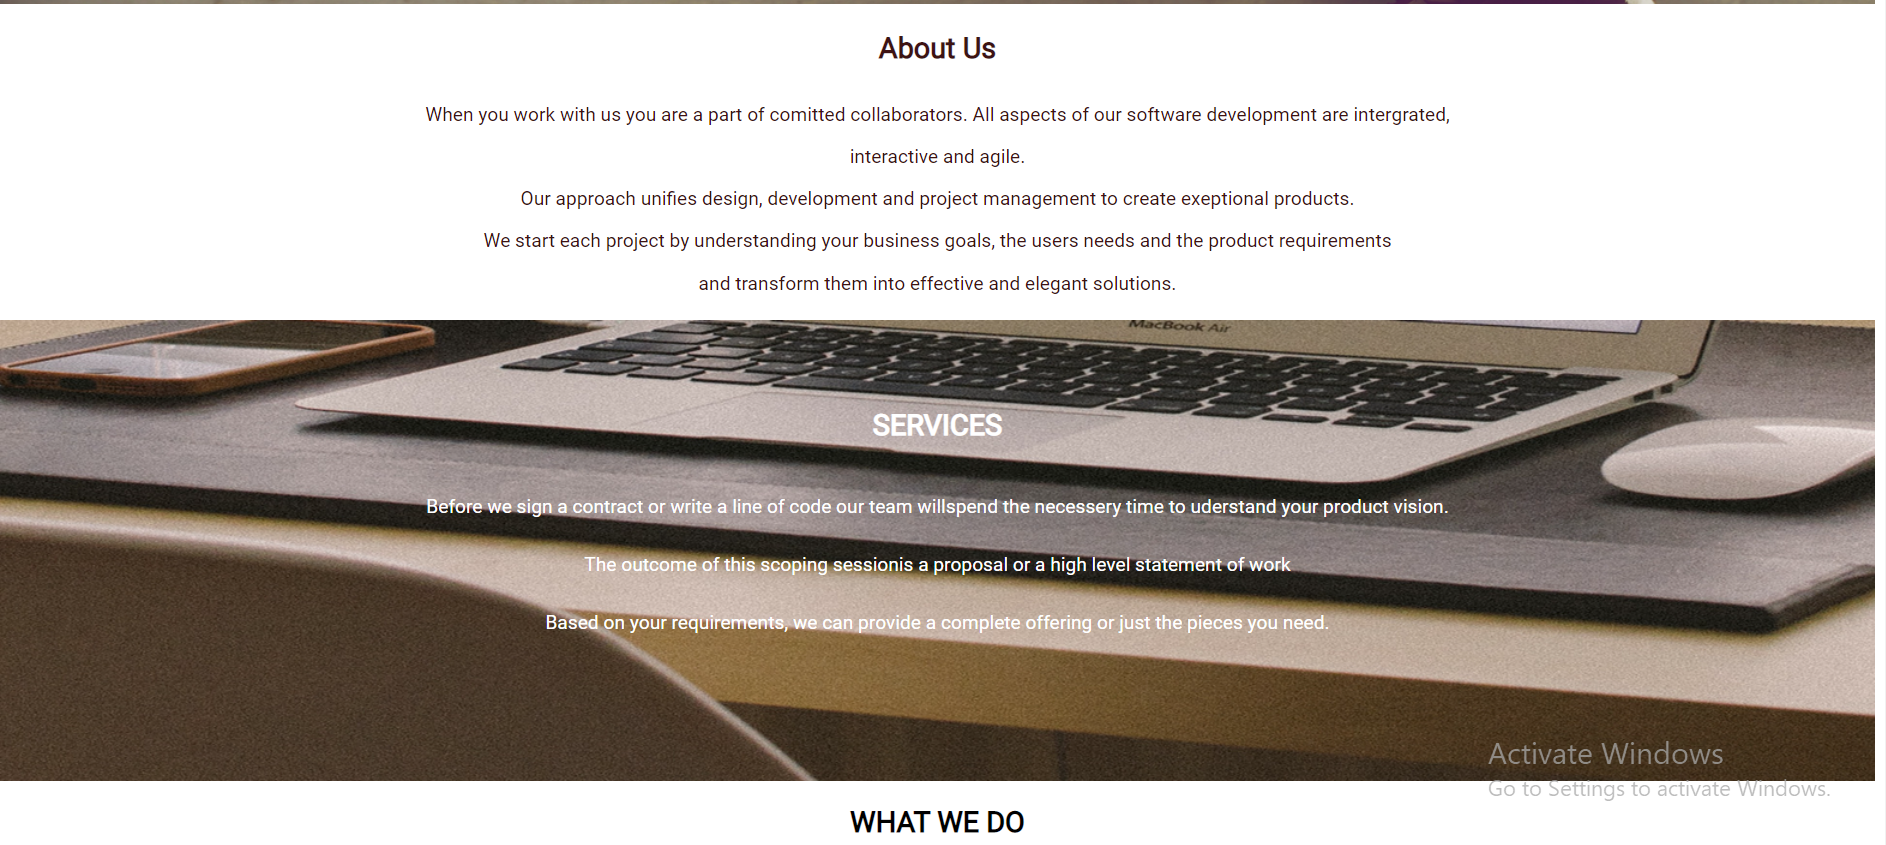 About Us
When you work with us you are a part of comitted collaborators. All aspects of our software development are intergrated,
interactive and agile.
Our approach unifies design, development and project management to create exeptional products.
We start each project by understanding your business goals, the users needs and the product requirements
and transform them into effective and elegant solutions.
MacBook Air
SERVICES
Before we sign a contract or write a line of code our team willspend the necessery time to uderstand your product vision.
The outcome of this scoping sessionis a proposal or a high level statement of work
Based on your requirements, we can provide a complete offering or just the pieces you need.
Activate Windows
Go to Settings to activate Windows.
WHAT WE DO